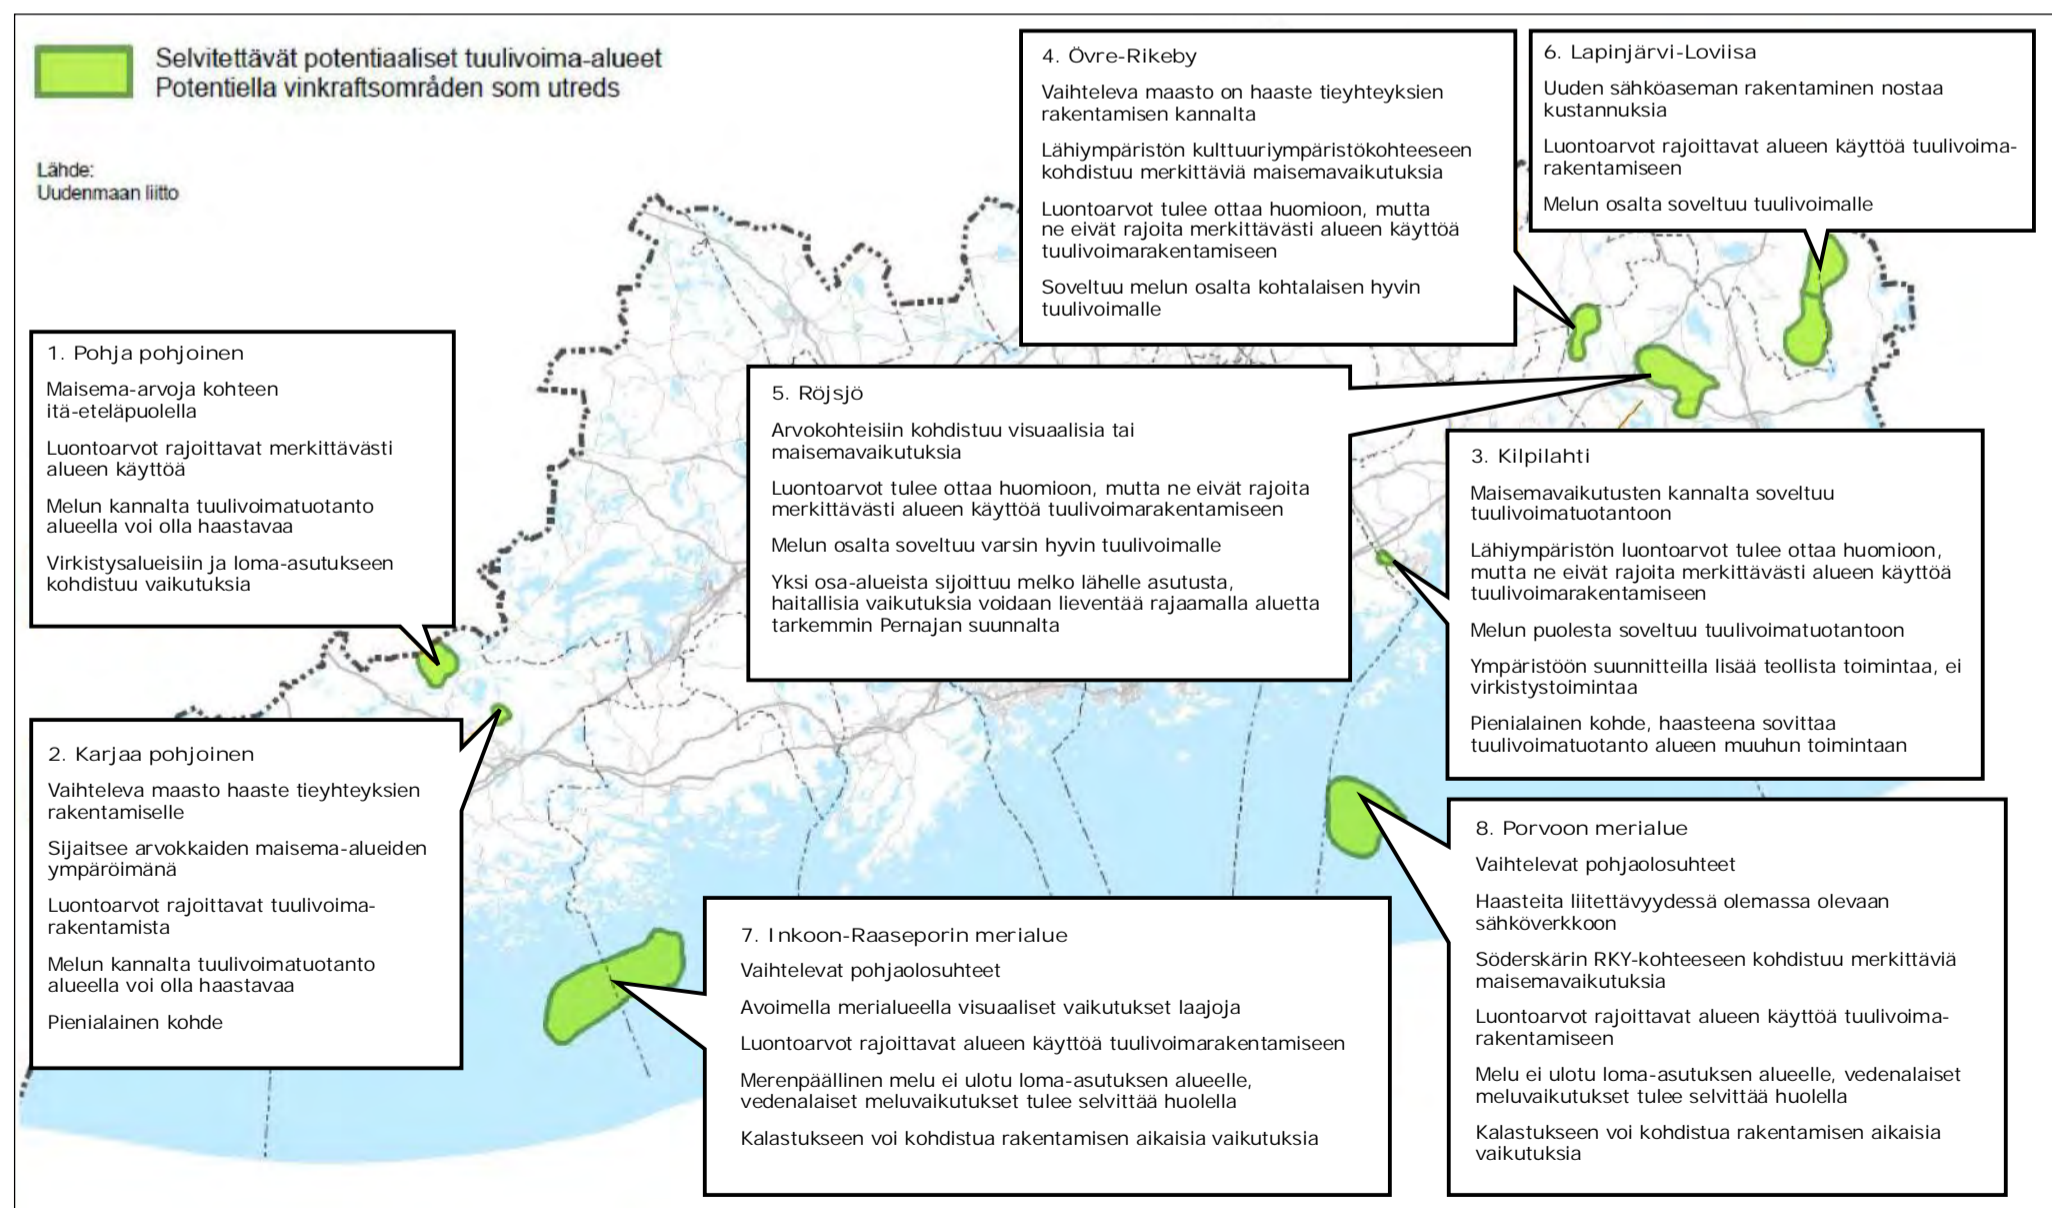 Selvitettävät potentiaaliset tuulivoima-alueet
Potentiella vinkraftsområden som utreds
Lähde:
Uudenmaan liitto
1. Pohja pohjoinen
Maisema-arvoja kohteen
itä-eteläpuolella
Luontoarvot rajoittavat merkittävästi
alueen käyttöä
Melun kannalta tuulivoimatuotanto
alueella voi olla haastavaa
Virkistysalueisiin ja loma-asutukseen
kohdistuu vaikutuksia
2. Karjaa pohjoinen
Vaihteleva maasto haaste tieyhteyksien
rakentamiselle
Sijaitsee arvokkaiden maisema-alueiden
ympäröimänä
Luontoarvot rajoittavat tuulivoima-
rakentamista
Melun kannalta tuulivoimatuotanto
alueella voi olla haastavaa
Pienialainen kohde
4. Övre-Rikeby
Vaihteleva maasto on haaste tieyhteyksien
rakentamisen kannalta
Lähiympäristön kulttuuriympäristökohteeseen
kohdistuu merkittäviä maisemavaikutuksia
Luontoarvot tulee ottaa huomioon, mutta
ne eivät rajoita merkittävästi alueen käyttöä
tuulivoimarakentamiseen
Soveltuu melun osalta kohtalaisen hyvin
tuulivoimalle
6. Lapinjärvi-Loviisa
Uuden sähköaseman rakentaminen nostaa
kustannuksia
Luontoarvot rajoittavat alueen käyttöä tuulivoima-
rakentamiseen
Melun osalta soveltuu tuulivoimalle
5. Röjsjö
Arvokohteisiin kohdistuu visuaalisia tai
maisemavaikutuksia
Luontoarvot tulee ottaa huomioon, mutta ne eivät rajoita
merkittävästi alueen käyttöä tuulivoimarakentamiseen
Melun osalta soveltuu varsin hyvin tuulivoimalle
Yksi osa-alueista sijoittuu melko lähelle asutusta,
haitallisia vaikutuksia voidaan lieventää rajaamalla aluetta
tarkemmin Pernajan suunnalta
3. Kilpilahti
Maisemavaikutusten kannalta soveltuu
tuulivoimatuotantoon
Lähiympäristön luontoarvot tulee ottaa huomioon,
mutta ne eivät rajoita merkittävästi alueen käyttöä
tuulivoimarakentamiseen
Melun puolesta soveltuu tuulivoimatuotantoon
Ympäristöön suunnitteilla lisää teollista toimintaa, ei
virkistystoimintaa
Pienialainen kohde, haasteena sovittaa
tuulivoimatuotanto alueen muuhun toimintaan
7. Inkoon-Raaseporin merialue
Vaihtelevat pohjaolosuhteet
Avoimella merialueella visuaaliset vaikutukset laajoja
Luontoarvot rajoittavat alueen käyttöä tuulivoimarakentamiseen
Merenpäällinen melu ei ulotu loma-asutuksen alueelle,
vedenalaiset meluvaikutukset tulee selvittää huolella
Kalastukseen voi kohdistua rakentamisen aikaisia vaikutuksia
8. Porvoon merialue
Vaihtelevat pohjaolosuhteet
Haasteita liitettävyydessä olemassa olevaan
sähköverkkoon
Söderskärin RKY-kohteeseen kohdistuu merkittäviä
maisemavaikutuksia
Luontoarvot rajoittavat alueen käyttöä tuulivoima-
rakentamiseen
Melu ei ulotu loma-asutuksen alueelle, vedenalaiset
meluvaikutukset tulee selvittää huolella
Kalastukseen voi kohdistua rakentamisen aikaisia
vaikutuksia